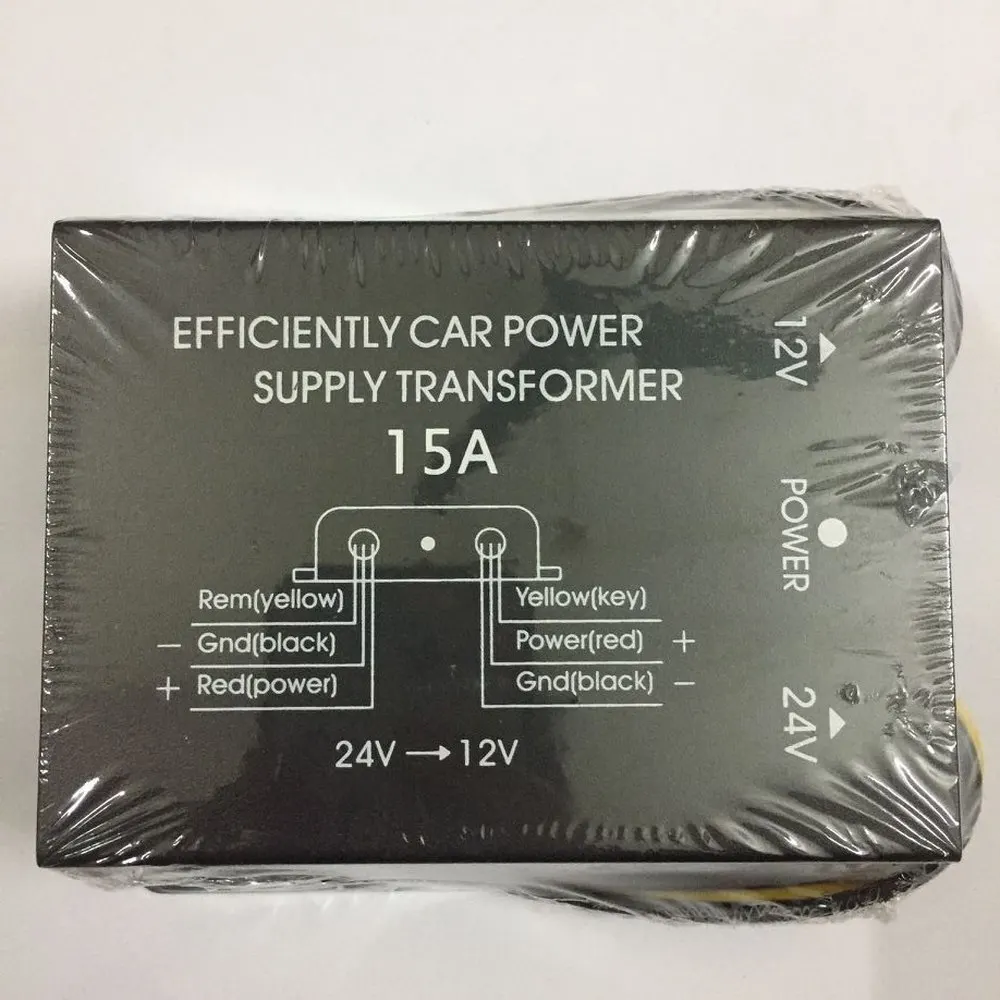 EFFICIENTLY CAR POWER
SUPPLY TRANSFORMER
15A
Rem(yellow)
− Gnd(black)
+ Red(power)
Yellow(key)
Power(red) +
Gnd(black) −
24V → 12V
12V
POWER
24V